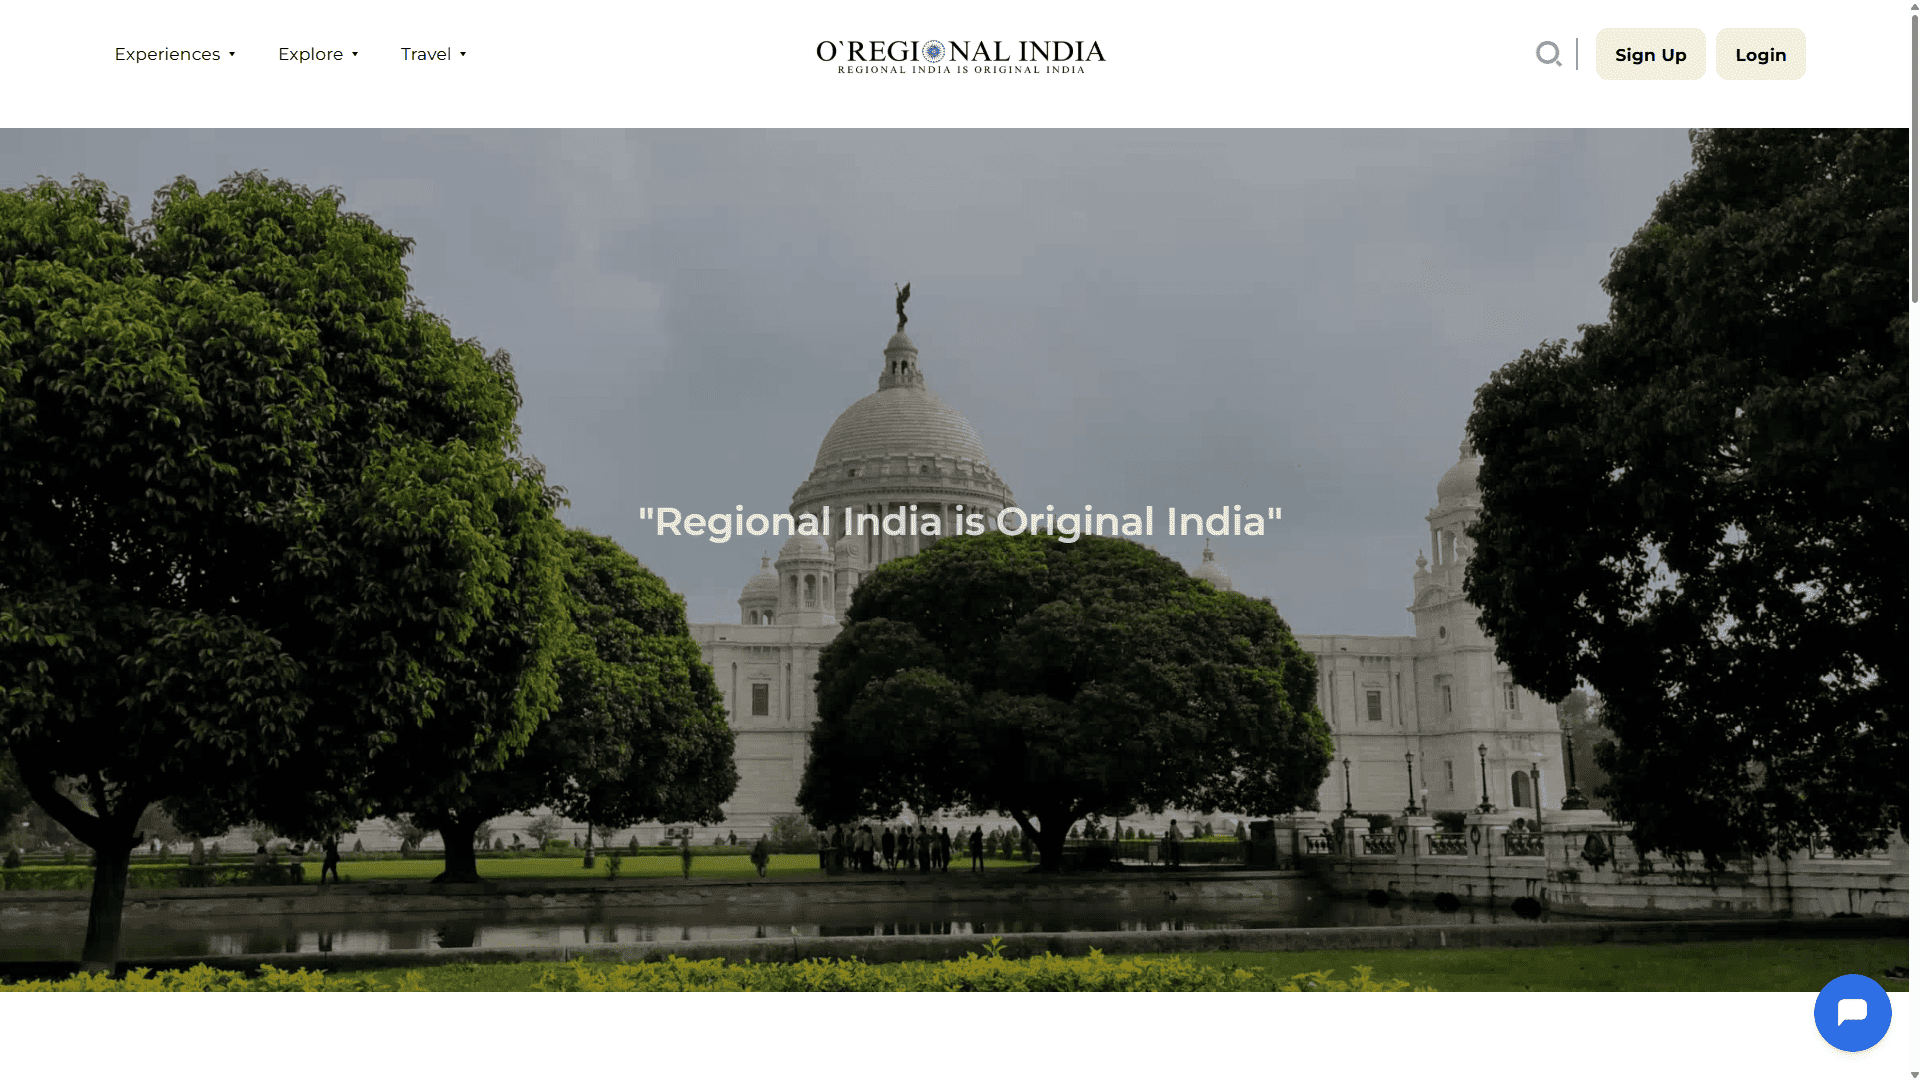 Experiences
Explore
Travel
O`REGIONAL INDIA
REGIONAL INDIA IS ORIGINAL INDIA
Sign Up
Login
"Regional India is Original India"